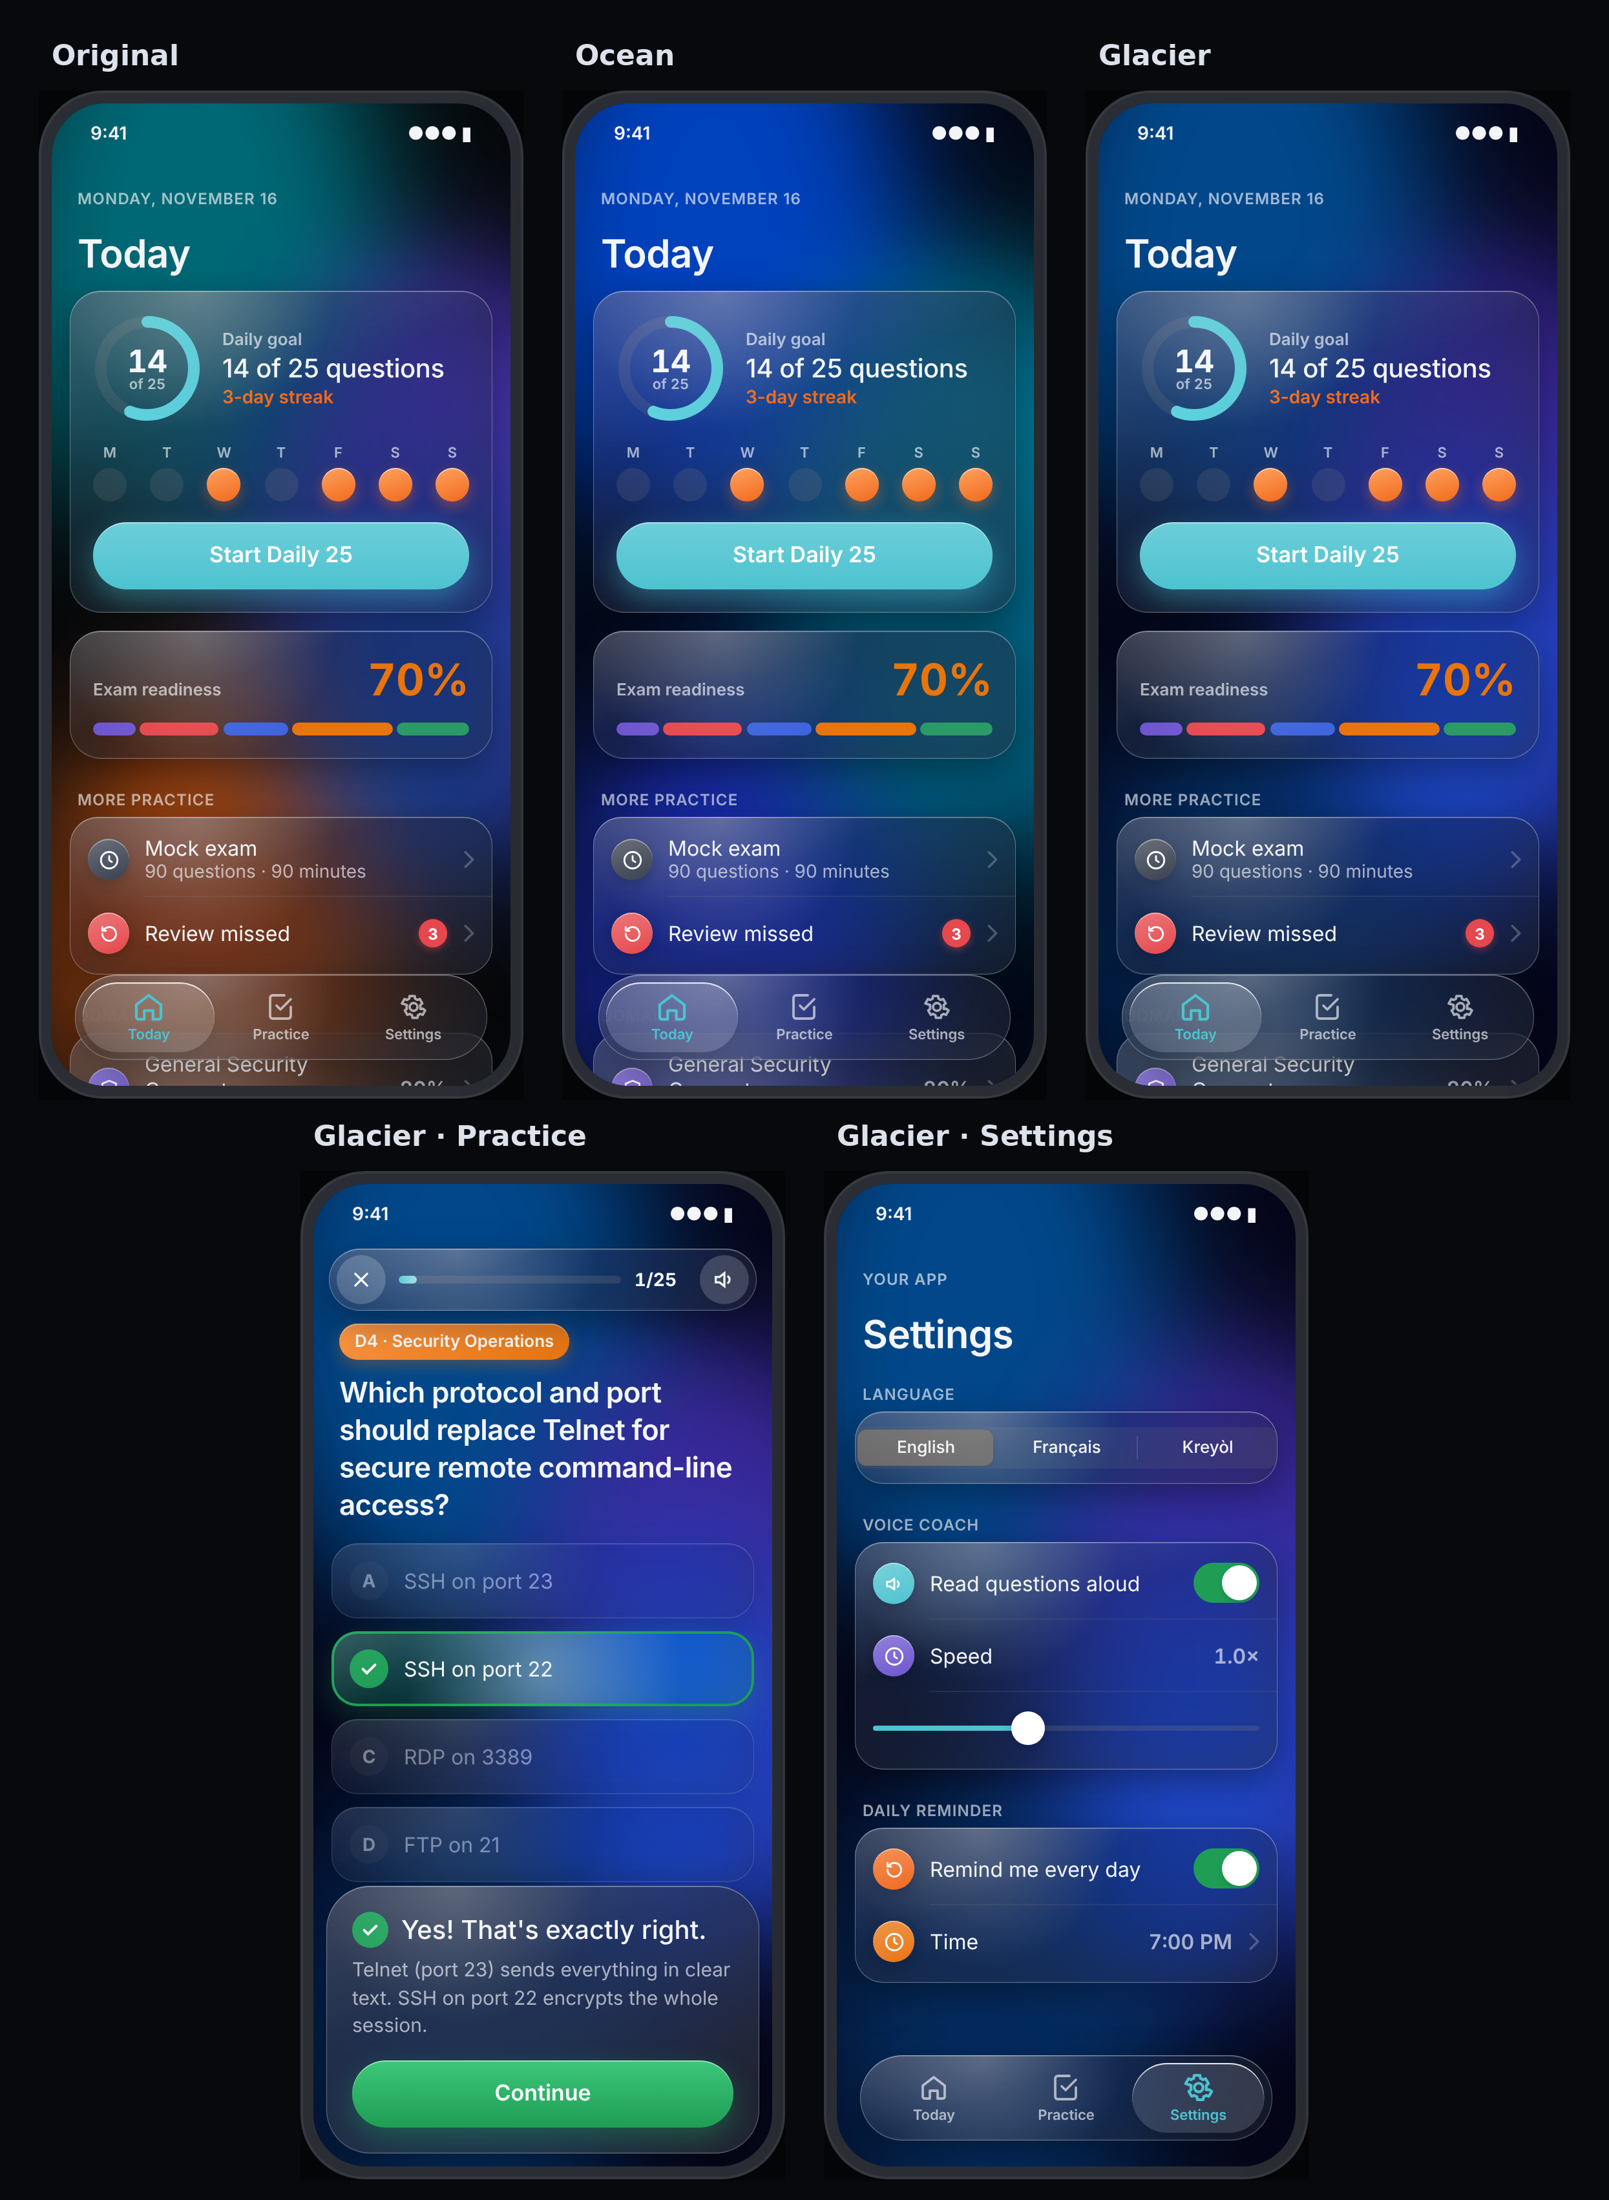 Original
9:41
MONDAY, NOVEMBER 16
Today
14
of 25
Daily goal
14 of 25 questions
3-day streak
M T W T F S S
Start Daily 25
Exam readiness
70%
MORE PRACTICE
Mock exam
90 questions · 90 minutes
Review missed
3
Today
Practice
Settings
General Security
Ocean
9:41
MONDAY, NOVEMBER 16
Today
14
of 25
Daily goal
14 of 25 questions
3-day streak
M T W T F S S
Start Daily 25
Exam readiness
70%
MORE PRACTICE
Mock exam
90 questions · 90 minutes
Review missed
3
Today
Practice
Settings
General Security
Glacier
9:41
MONDAY, NOVEMBER 16
Today
14
of 25
Daily goal
14 of 25 questions
3-day streak
M T W T F S S
Start Daily 25
Exam readiness
70%
MORE PRACTICE
Mock exam
90 questions · 90 minutes
Review missed
3
Today
Practice
Settings
General Security
Glacier · Practice
9:41
1/25
D4 · Security Operations
Which protocol and port
should replace Telnet for
secure remote command-line
access?
A SSH on port 23
SSH on port 22
C RDP on 3389
D FTP on 21
Yes! That's exactly right.
Telnet (port 23) sends everything in clear
text. SSH on port 22 encrypts the whole
session.
Continue
Glacier · Settings
9:41
YOUR APP
Settings
LANGUAGE
English
Français
Kreyòl
VOICE COACH
Read questions aloud
Speed
1.0×
DAILY REMINDER
Remind me every day
Time
7:00 PM
Today
Practice
Settings